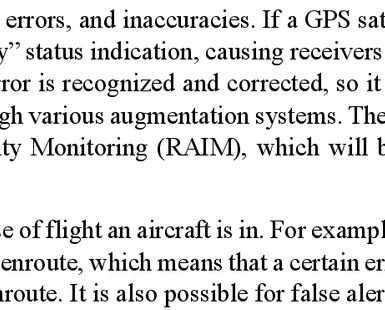 errors, and inaccuracies. If a GPS sat
y” status indication, causing receivers
rror is recognized and corrected, so it
gh various augmentation systems. The
ity Monitoring (RAIM), which will b
se of flight an aircraft is in. For exampl
enroute, which means that a certain er
nroute. It is also possible for false aler